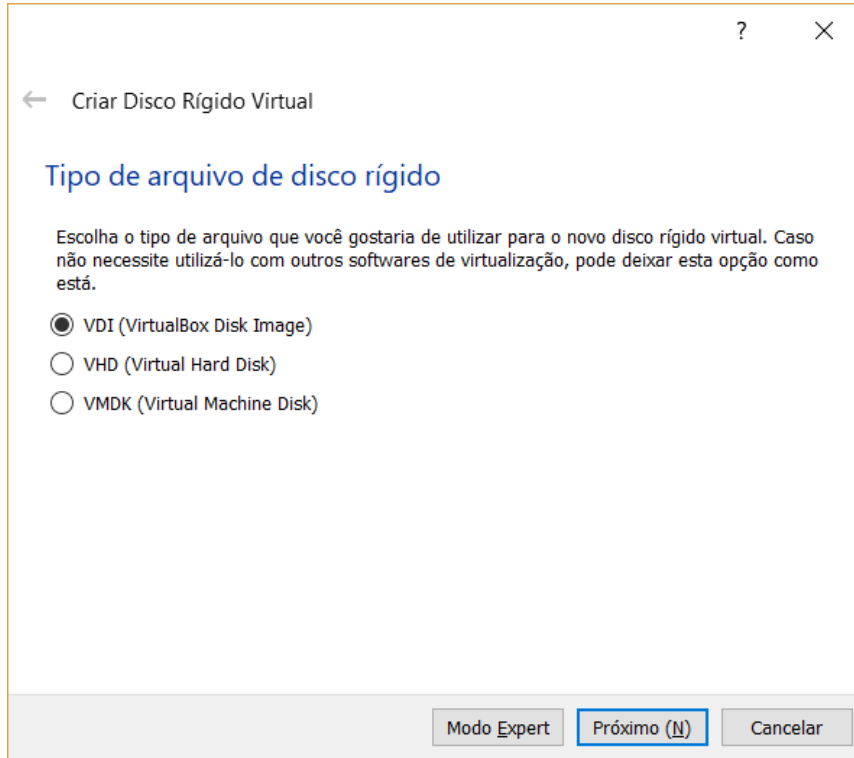 ?
Criar Disco Rígido Virtual
Tipo de arquivo de disco rígido
Escolha o tipo de arquivo que você gostaria de utilizar para o novo disco rígido virtual. Caso
não necessite utilizá-lo com outros softwares de virtualização, pode deixar esta opção como
está.
VDI (VirtualBox Disk Image)
VHD (Virtual Hard Disk)
VMDK (Virtual Machine Disk)
Modo Expert Próximo (N) Cancelar